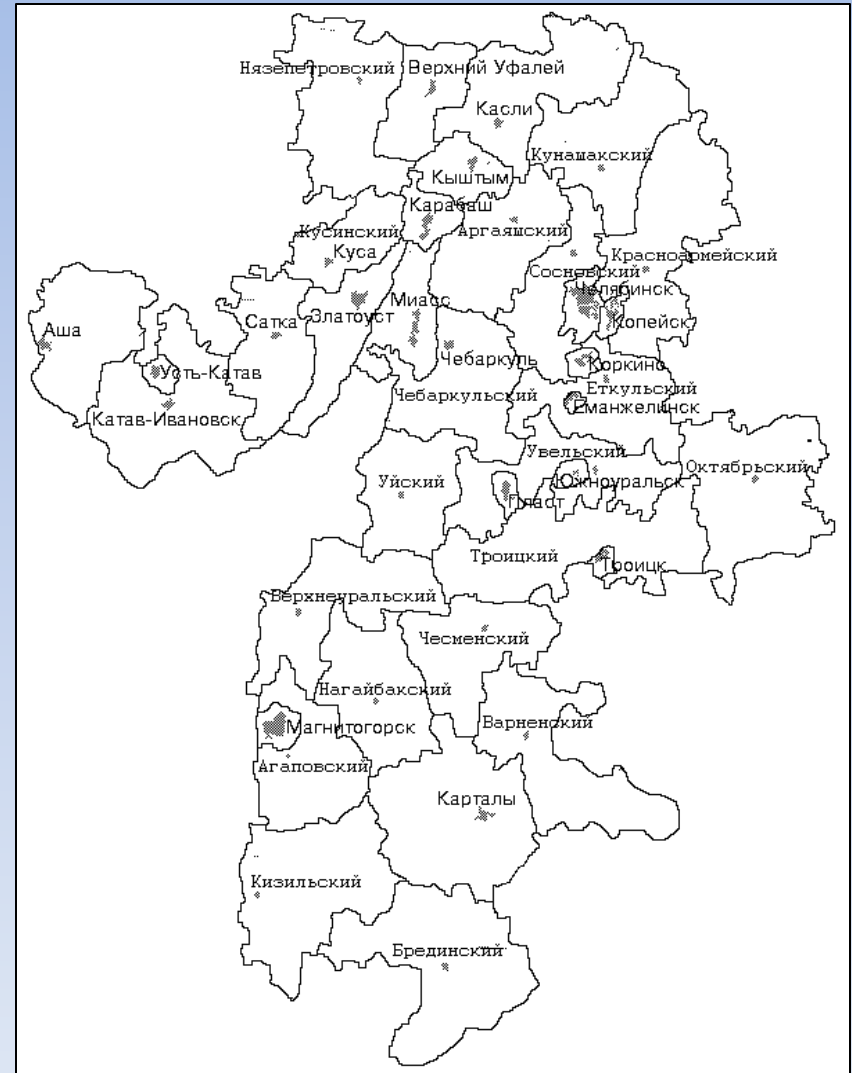 Нязепетровский
Верхний Уфалей
Касли
Кунашакский
Кыштым
Карабаш
Аргаяшский
Кусинский
Куса
Красноармейский
Сосновский
Челябинск
Миасс
Златоуст
Сатка
Копейск
Аша
Чебаркуль
Коркино
Усть-Катав
Чебаркульский
Еткульский
Еманжелинск
Катав-Ивановск
Увельский
Октябрьский
Уйский
Южноуральск
Пласт
Троицкий
Троицк
Верхнеуральский
Чесменский
Нагайбакский
Варненский
Магнитогорск
Агаповский
Карталы
Кизильский
Брединский